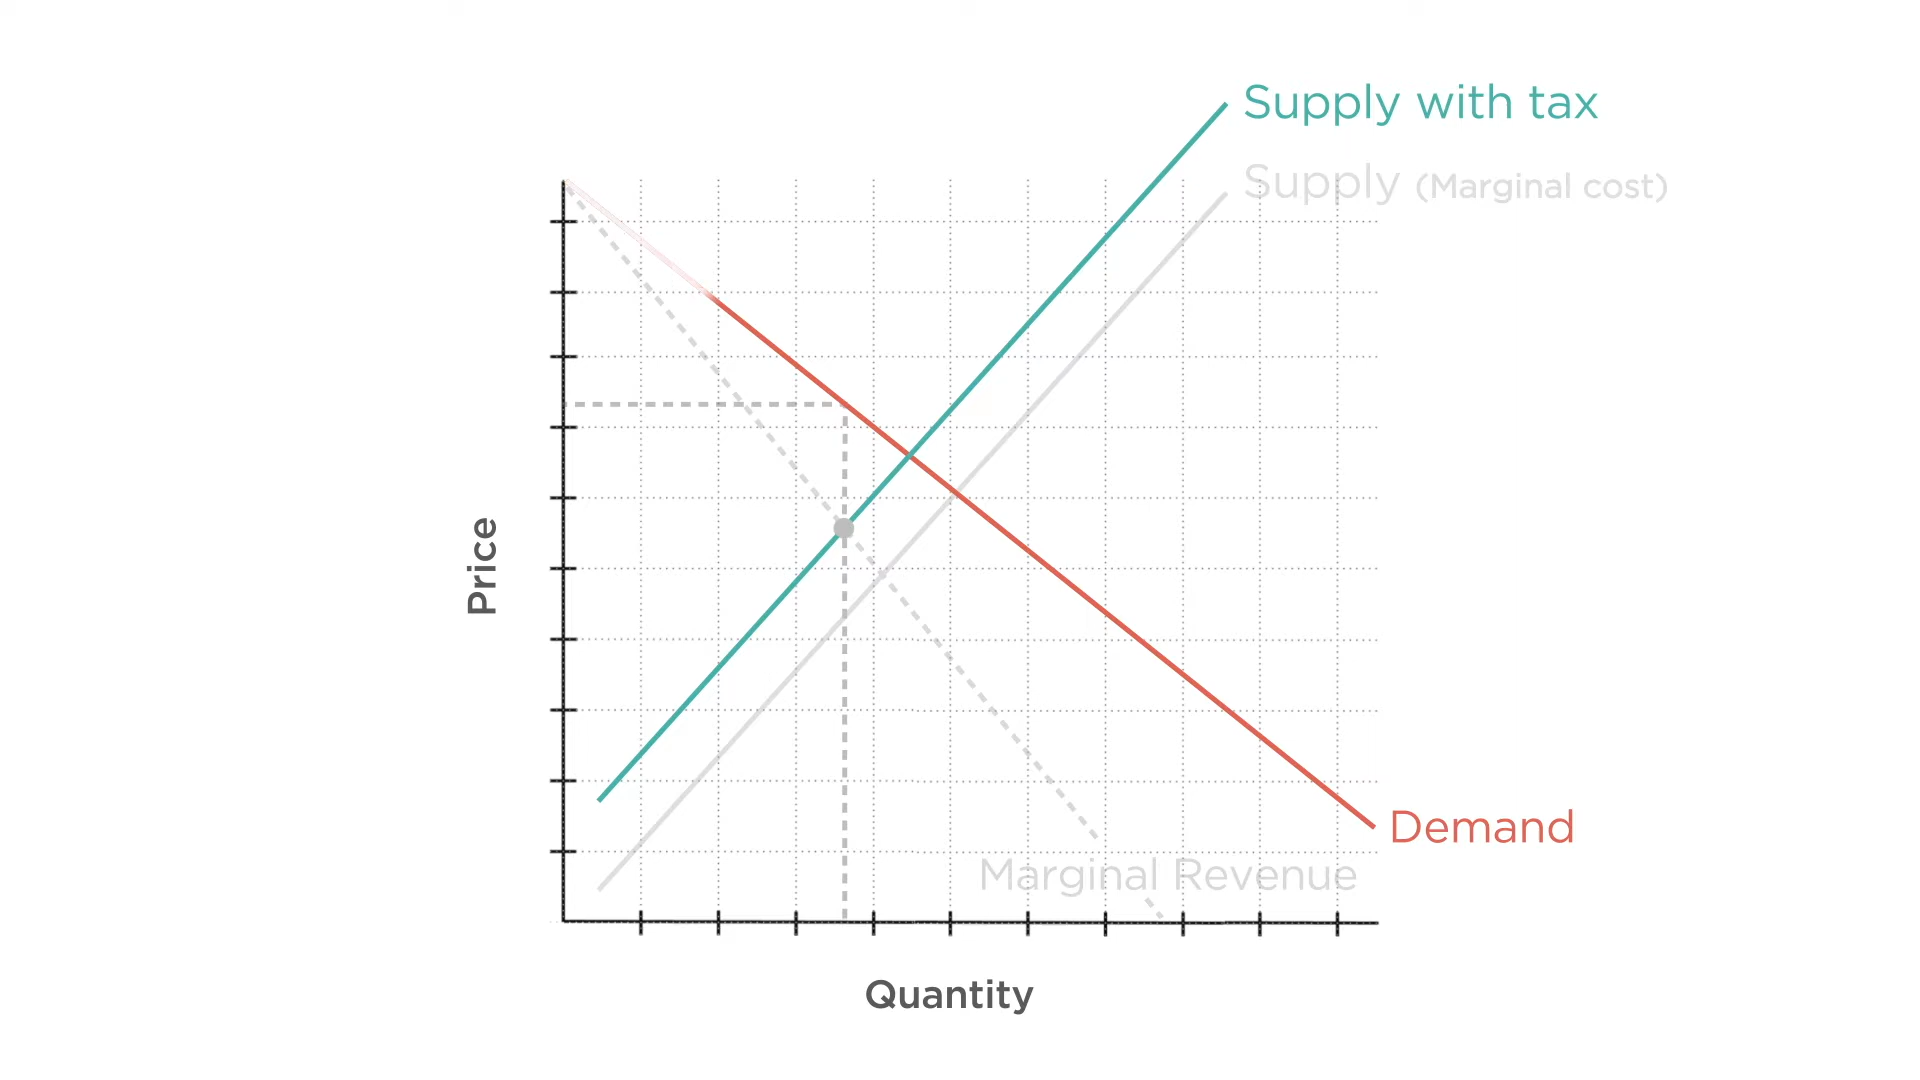 Supply with tax
Supply (Marginal cost)
Price
Demand
Marginal Revenue
Quantity